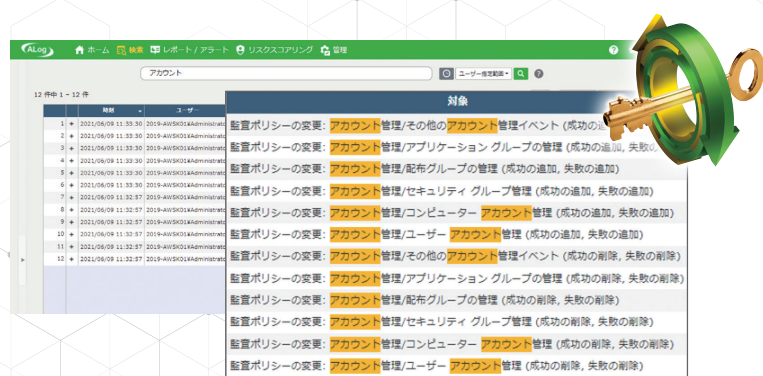 ALog
ホーム 検索 レポート / アラート リスクスコアリング 管理
アカウント ユーザー指定範囲
12 件中 1 - 12 件
時刻 ユーザー
1 + 2021/06/09 11:33:30 2019-AWSK01¥Administrato
2 + 2021/06/09 11:33:30 2019-AWSK01¥Administrato
3 + 2021/06/09 11:33:30 2019-AWSK01¥Administrato
4 + 2021/06/09 11:33:30 2019-AWSK01¥Administrato
5 + 2021/06/09 11:33:30 2019-AWSK01¥Administrato
6 + 2021/06/09 11:33:30 2019-AWSK01¥Administrato
7 + 2021/06/09 11:32:57 2019-AWSK01¥Administrato
8 + 2021/06/09 11:32:57 2019-AWSK01¥Administrato
9 + 2021/06/09 11:32:57 2019-AWSK01¥Administrato
10 + 2021/06/09 11:32:57 2019-AWSK01¥Administrato
11 + 2021/06/09 11:32:57 2019-AWSK01¥Administrato
12 + 2021/06/09 11:32:57 2019-AWSK01¥Administrato
対象
監査ポリシーの変更: アカウント管理/その他のアカウント管理イベント (成功の
監査ポリシーの変更: アカウント管理/アプリケーション グループの管理 (成功の追加, 失敗の
監査ポリシーの変更: アカウント管理/配布グループの管理 (成功の追加, 失敗の追加)
監査ポリシーの変更: アカウント管理/セキュリティ グループ管理 (成功の追加, 失敗の追加)
監査ポリシーの変更: アカウント管理/コンピューター アカウント管理 (成功の追加, 失敗の追加)
監査ポリシーの変更: アカウント管理/ユーザー アカウント管理 (成功の追加, 失敗の追加)
監査ポリシーの変更: アカウント管理/その他のアカウント管理イベント (成功の削除, 失敗の削除)
監査ポリシーの変更: アカウント管理/アプリケーション グループの管理 (成功の削除, 失敗の削除)
監査ポリシーの変更: アカウント管理/配布グループの管理 (成功の削除, 失敗の削除)
監査ポリシーの変更: アカウント管理/セキュリティ グループ管理 (成功の削除, 失敗の削除)
監査ポリシーの変更: アカウント管理/コンピューター アカウント管理 (成功の削除, 失敗の削除)
監査ポリシーの変更: アカウント管理/ユーザー アカウント管理 (成功の削除, 失敗の削除)